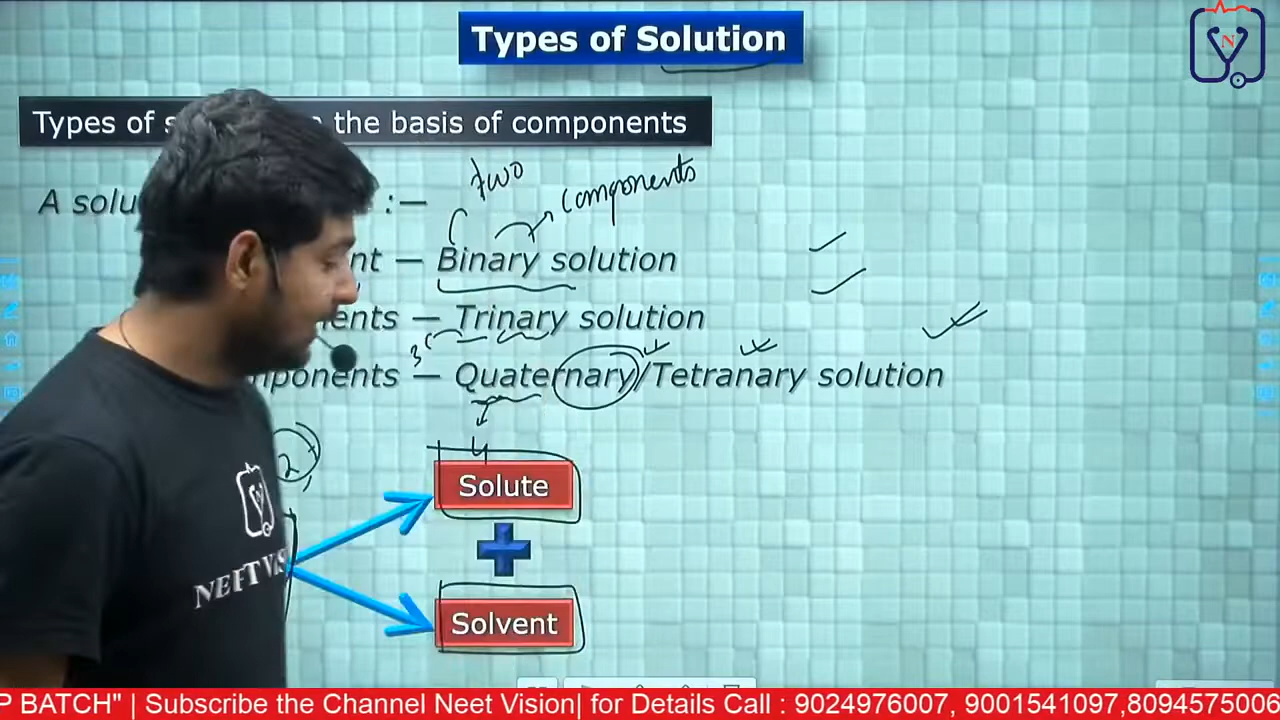 Types of Solution
N
Types of s the basis of components
two
components
A solu :—
nt — Binary solution
ents — Trinary solution
3
mponents — Quaternary/Tetranary solution
4
2
Solute
Solvent
NEET VIS
P BATCH" | Subscribe the Channel Neet Vision| for Details Call : 9024976007, 9001541097,8094575006